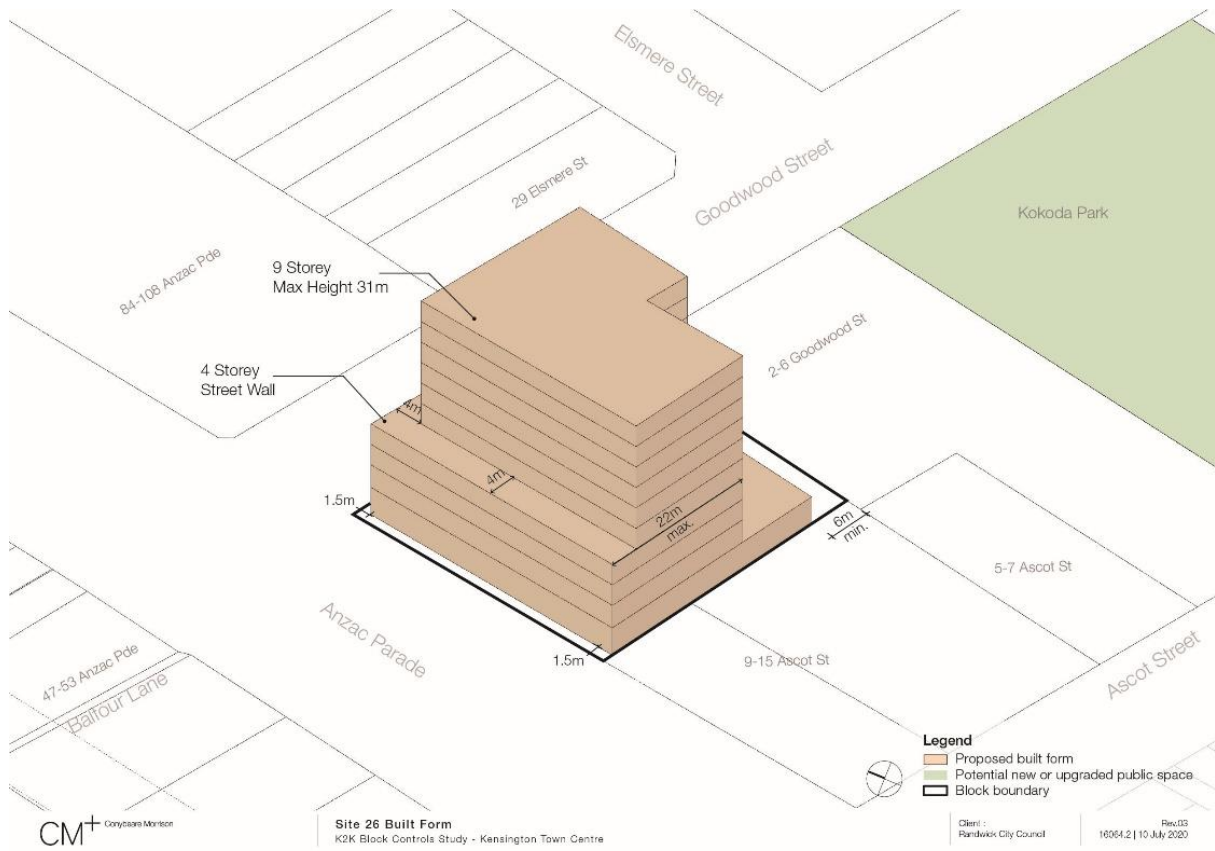 Elsmere Street
Goodwood Street
29 Elsmere St
Kokoda Park
84-108 Anzac Pde
9 Storey
Max Height 31m
2-6 Goodwood St
4 Storey
Street Wall
4m
4m
1.5m
22m
max.
6m
min.
5-7 Ascot St
Anzac Parade
1.5m
9-15 Ascot St
47-53 Anzac Pde
Balfour Lane
Ascot Street
Legend
Proposed built form
Potential new or upgraded public space
Block boundary
CM+ Conybeare Morrison
Site 26 Built Form
K2K Block Controls Study - Kensington Town Centre
Client :
Randwick City Council
Rev.03
16064.2 | 10 July 2020